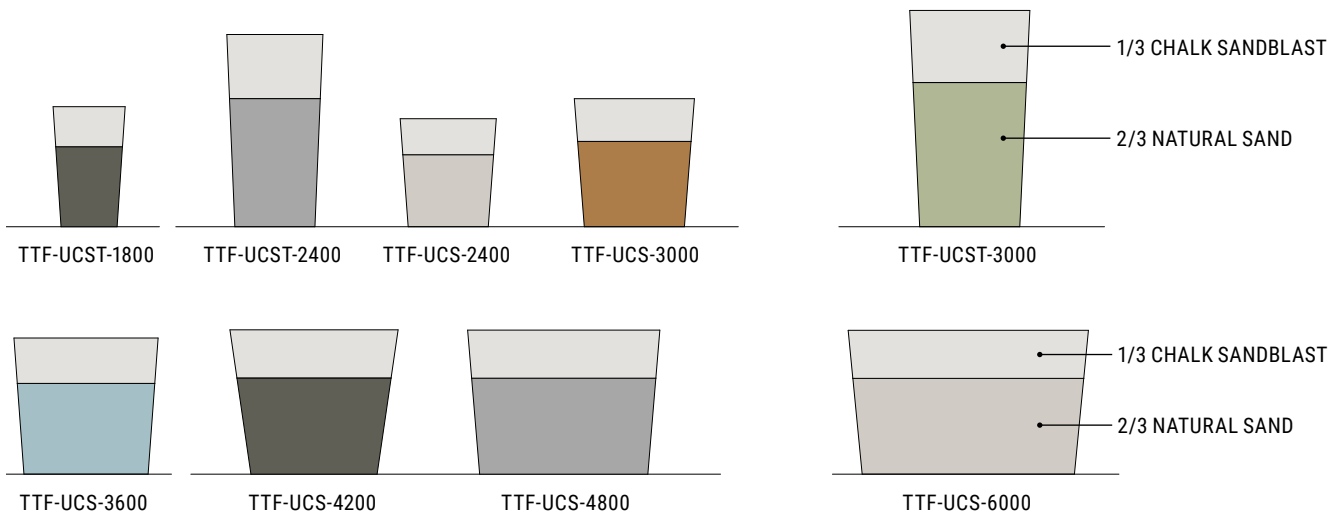 1/3 CHALK SANDBLAST
2/3 NATURAL SAND
TTF-UCST-1800
TTF-UCST-2400
TTF-UCS-2400
TTF-UCS-3000
TTF-UCST-3000
1/3 CHALK SANDBLAST
2/3 NATURAL SAND
TTF-UCS-3600
TTF-UCS-4200
TTF-UCS-4800
TTF-UCS-6000